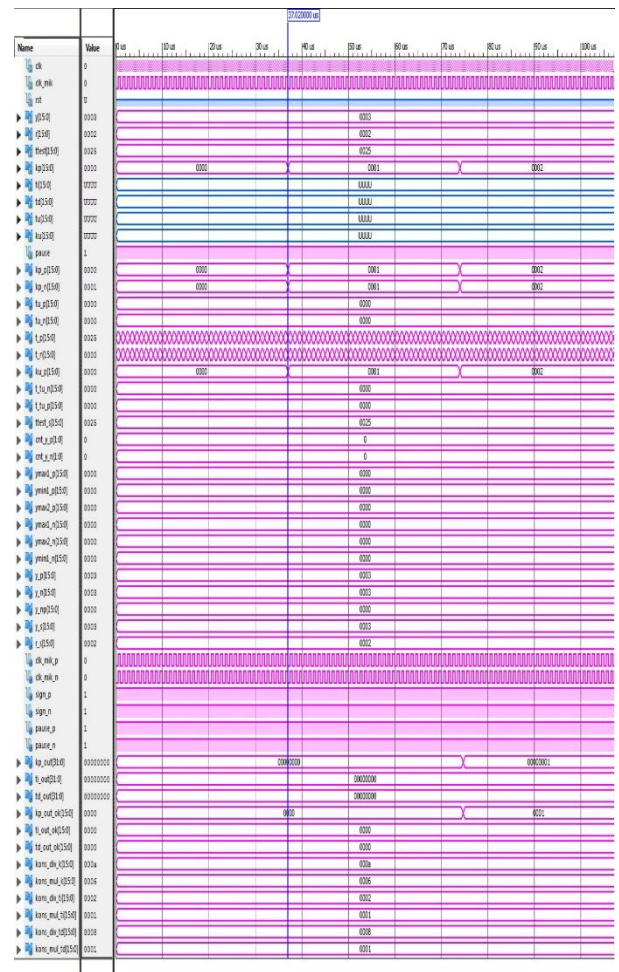 37.020000 us
Name Value 0 us 10 us 20 us 30 us 40 us 50 us 60 us 70 us 80 us 90 us 100 us
clk 0
clk_mik 0
rst U
y[15:0] 0003 0003
r[15:0] 0002 0002
ttest[15:0] 0025 0025
kp[15:0] 0000 0000 0001 0002
ti[15:0] UUUU UUUU
td[15:0] UUUU UUUU
tu[15:0] UUUU UUUU
ku[15:0] UUUU UUUU
pause 1
kp_p[15:0] 0000 0000 0001 0002
kp_n[15:0] 0001 0000 0001 0002
tu_p[15:0] 0000 0000
tu_n[15:0] 0000 0000
t_p[15:0] 0025
t_n[15:0] 0000
ku_p[15:0] 0000 0000 0001 0002
t_tu_n[15:0] 0000 0000
t_tu_p[15:0] 0000 0000
ttest_s[15:0] 0025 0025
cnt_y_p[1:0] 0 0
cnt_y_n[1:0] 0 0
ymax1_p[15:0] 0000 0000
ymin1_p[15:0] 0000 0000
ymax2_p[15:0] 0000 0000
ymax1_n[15:0] 0000 0000
ymax2_n[15:0] 0000 0000
ymin1_n[15:0] 0000 0000
y_p[15:0] 0003 0003
y_n[15:0] 0003 0003
y_np[15:0] 0000 0000
y_s[15:0] 0003 0003
r_s[15:0] 0002 0002
clk_mik_p 0
clk_mik_n 0
sign_p 1
sign_n 1
pause_p 1
pause_n 1
kp_out[31:0] 00000000 00000000 00000001
ti_out[31:0] 00000000 00000000
td_out[31:0] 00000000 00000000
kp_out_ok[15:0] 0000 0000 0001
ti_out_ok[15:0] 0000 0000
td_out_ok[15:0] 0000 0000
kons_div_k[15:0] 000a 000a
kons_mul_k[15:0] 0006 0006
kons_div_ti[15:0] 0002 0002
kons_mul_ti[15:0] 0001 0001
kons_div_td[15:0] 0008 0008
kons_mul_td[15:0] 0001 0001